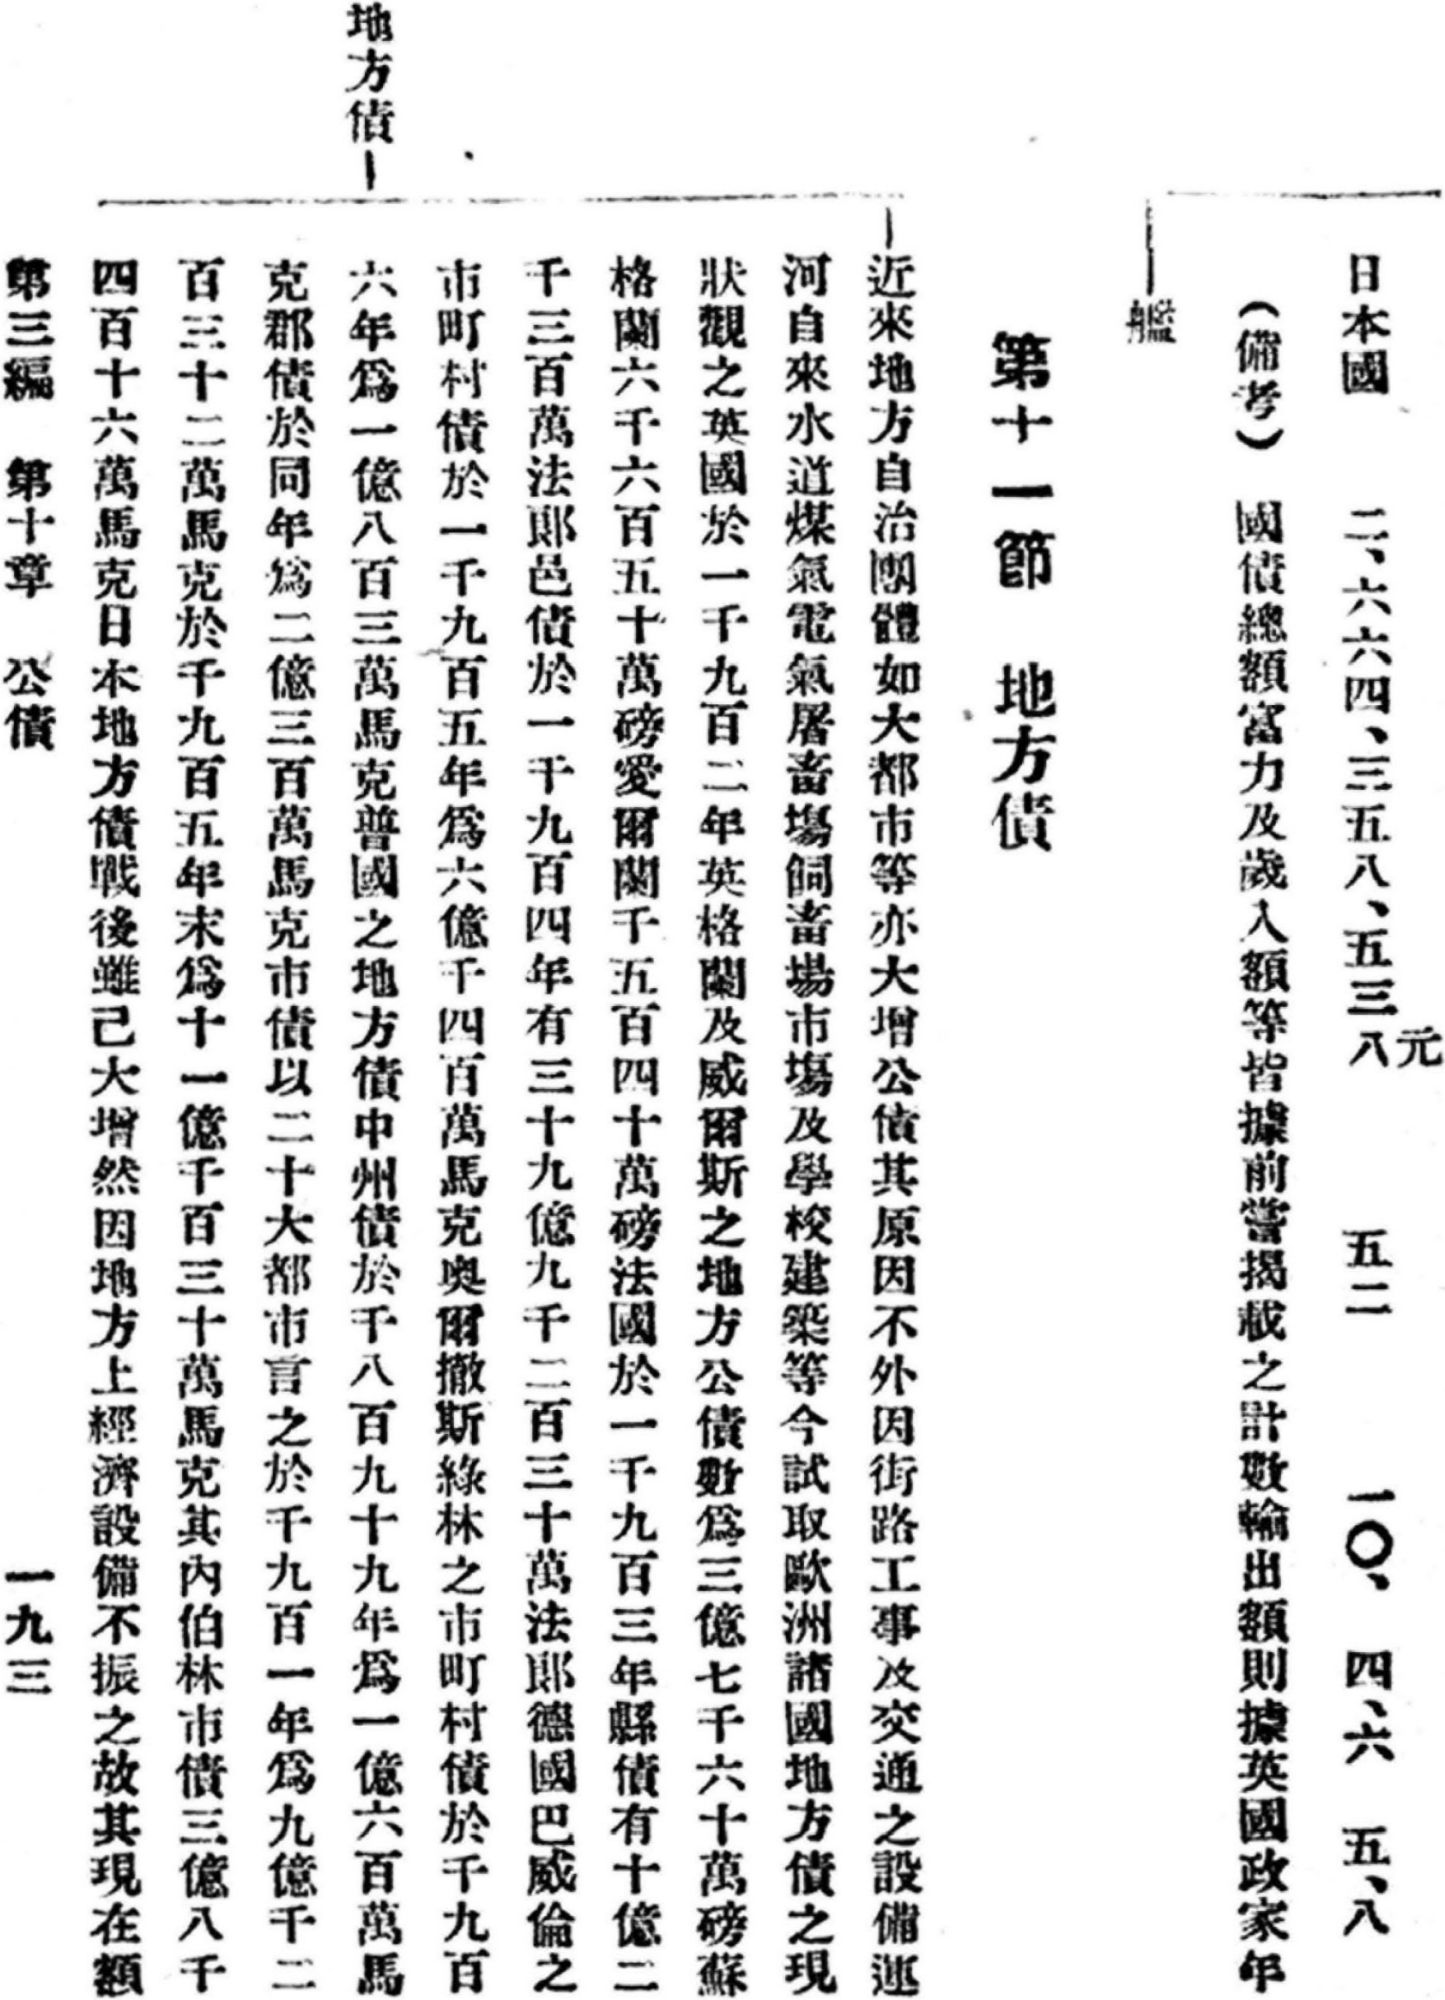 日本國 二、六六四、三五八、五三八元 五二 一〇、四、六 五、八
(備考) 國債總額富力及歲入額等皆據前嘗揭載之計數輸出額則據英國政家年
艦
第十一節 地方債
地方債
近來地方自治團體如大都市等亦大增公債其原因不外因街路工事及交通之設備運
河自來水道煤氣電氣屠畜塲飼畜場市塲及學校建築等今試取歐洲諸國地方債之現
狀觀之英國於一千九百二年英格蘭及威爾斯之地方公債數爲三億七千六十萬磅蘇
格蘭六千六百五十萬磅愛爾蘭千五百四十萬磅法國於一千九百三年縣債有十億二
千三百萬法郞邑債於一千九百四年有三十九億九千二百三十萬法郞德國巴威倫之
市町村債於一千九百五年爲六億千四百萬馬克奥爾撤斯綠林之市町村債於千九百
六年爲一億八百三萬馬克普國之地方債中州債於千八百九十九年爲一億六百萬馬
克郡債於同年爲二億三百萬馬克市債以二十大都市言之於千九百一年爲九億千二
百三十二萬馬克於千九百五年末爲十一億千百三十萬馬克其內伯林市債三億八千
四百十六萬馬克日本地方債戰後雖己大增然因地方上經濟設備不振之故其現在額
第三編 第十章 公債 一九三